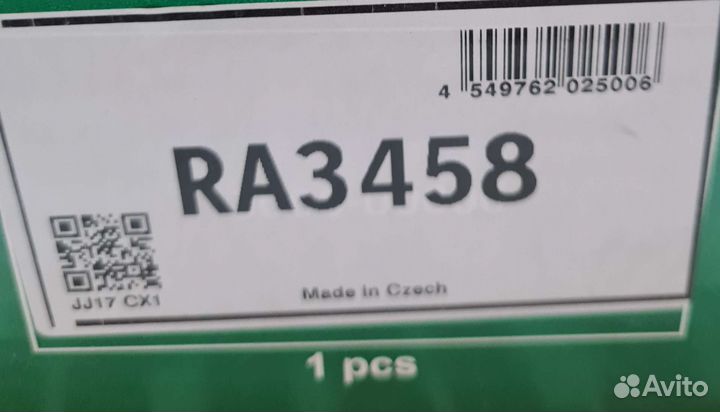 4 549762 025006
RA3458
JJ17 CX1
Made in Czech
1 pcs
Avito